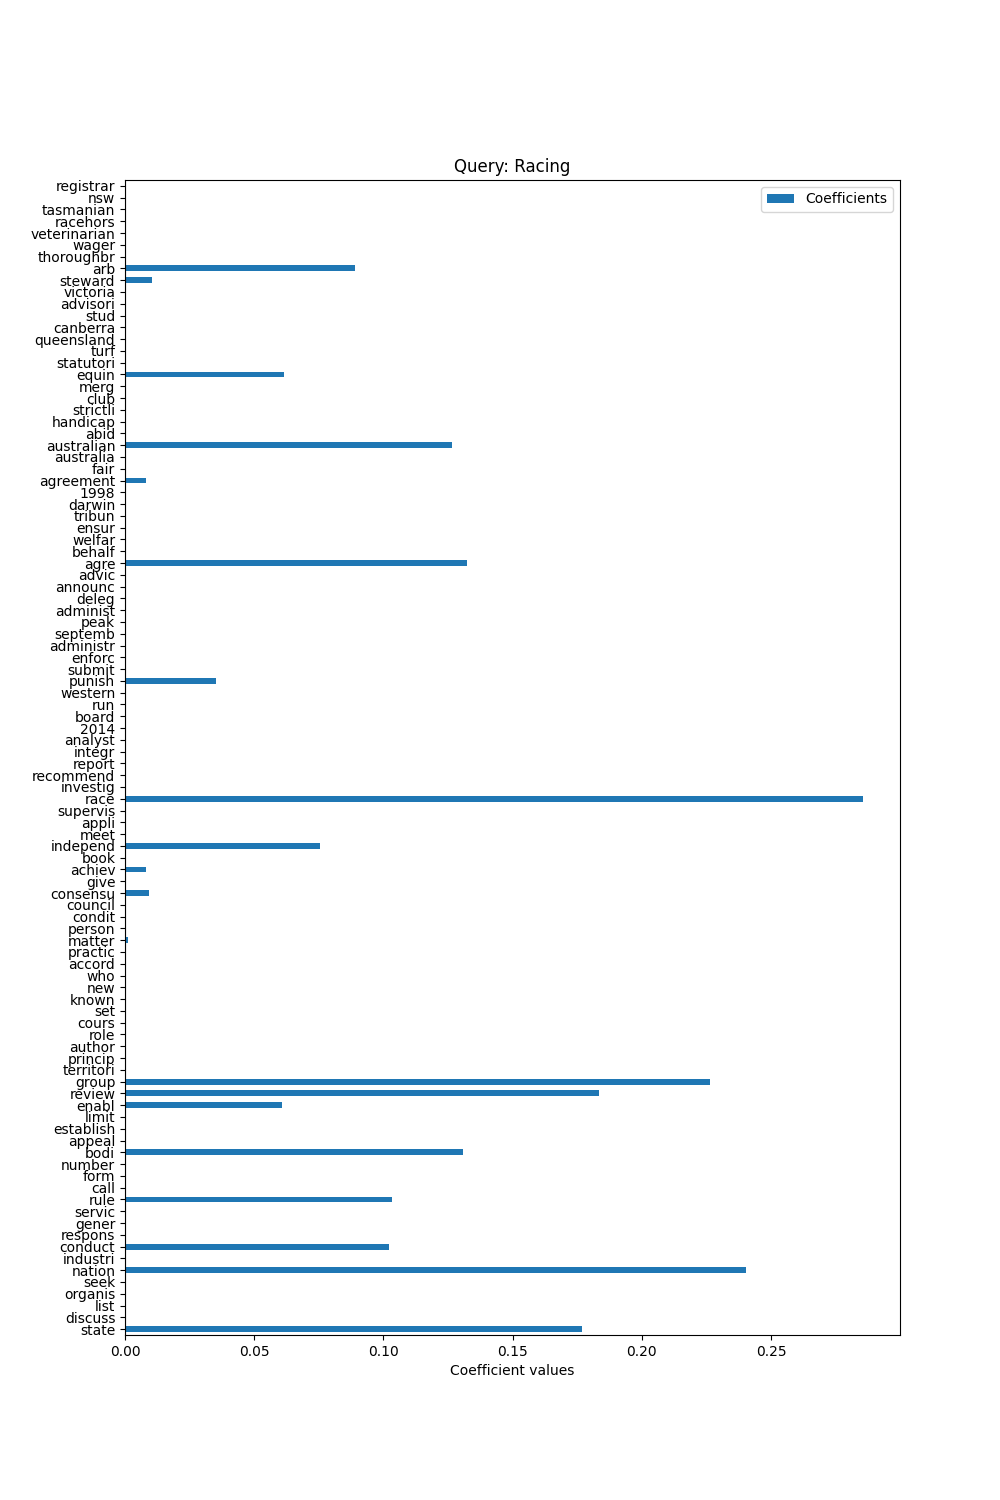 Query: Racing
Coefficients
registrar
nsw
tasmanian
racehors
veterinarian
wager
thoroughbr
arb
steward
victoria
advisori
stud
canberra
queensland
turf
statutori
equin
merg
club
strictli
handicap
abid
australian
australia
fair
agreement
1998
darwin
tribun
ensur
welfar
behalf
agre
advic
announc
deleg
administ
peak
septemb
administr
enforc
submit
punish
western
run
board
2014
analyst
integr
report
recommend
investig
race
supervis
appli
meet
independ
book
achiev
give
consensu
council
condit
person
matter
practic
accord
who
new
known
set
cours
role
author
princip
territori
group
review
enabl
limit
establish
appeal
bodi
number
form
call
rule
servic
gener
respons
conduct
industri
nation
seek
organis
list
discuss
state
0.00 0.05 0.10 0.15 0.20 0.25
Coefficient values